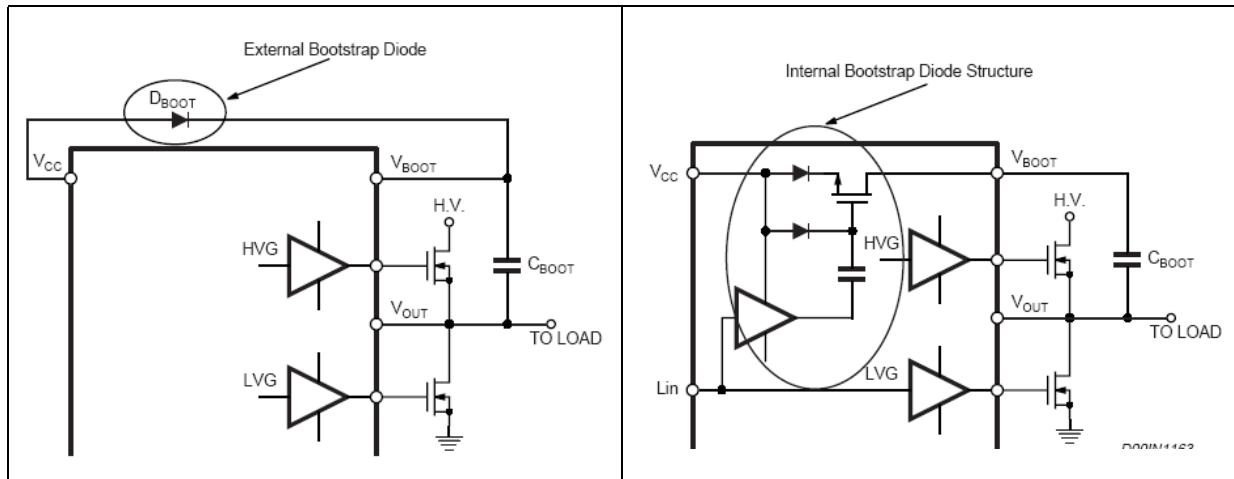 External Bootstrap Diode
DBOOT
VCC
VBOOT
H.V.
HVG
CBOOT
VOUT
TO LOAD
LVG
Internal Bootstrap Diode Structure
VCC
VBOOT
H.V.
HVG
CBOOT
VOUT
TO LOAD
Lin
LVG
D99IN1163